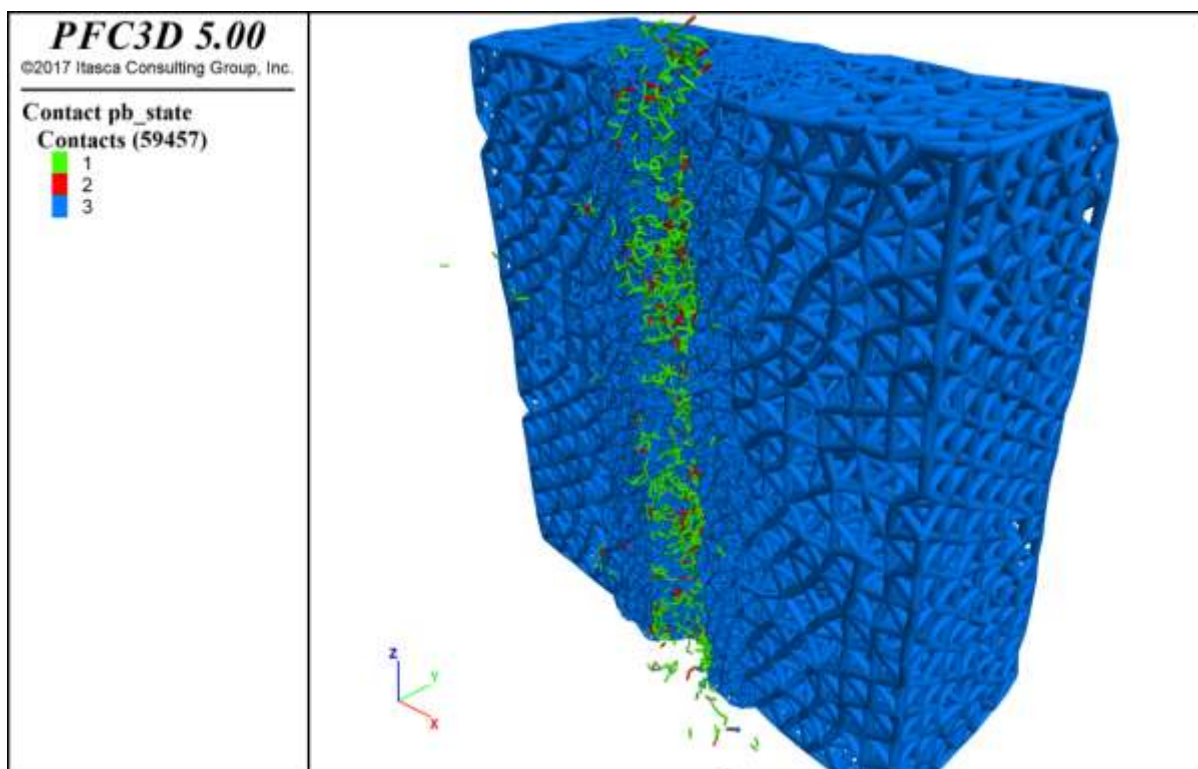 PFC3D 5.00
©2017 Itasca Consulting Group, Inc.
Contact pb_state
Contacts (59457)
1
2
3
Z
Y
X